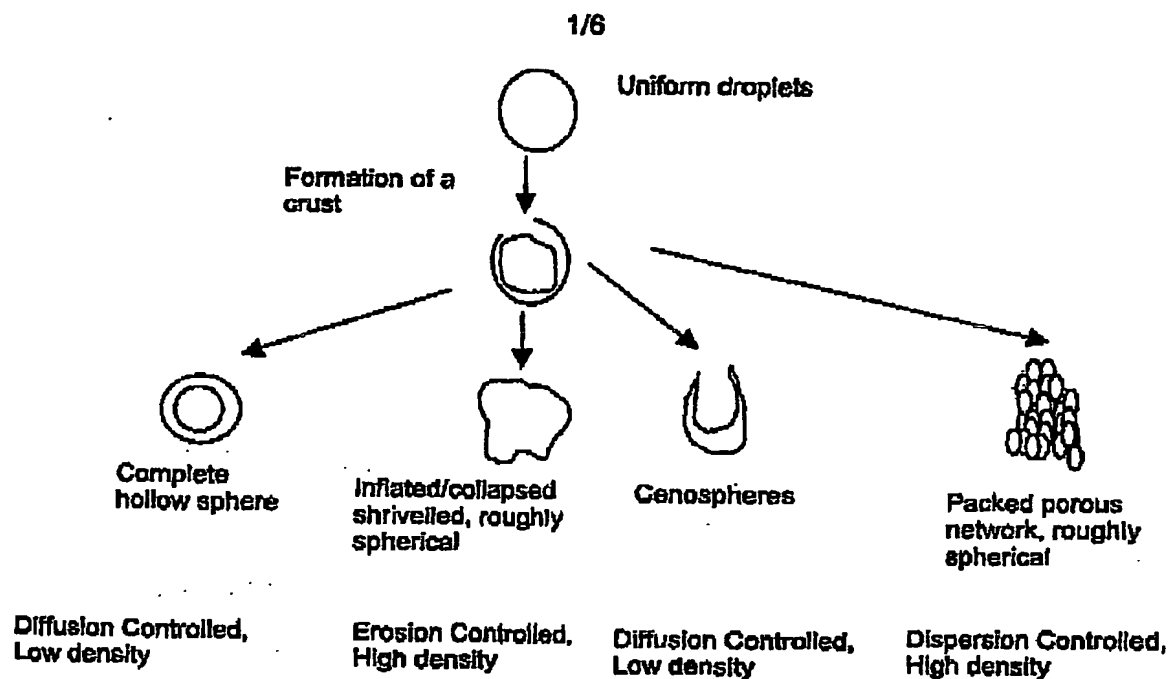 1/6
Uniform droplets
Formation of a
crust
Complete
hollow sphere
Inflated/collapsed
shrivelled, roughly
spherical
Cenospheres
Packed porous
network, roughly
spherical
Diffusion Controlled,
Low density
Erosion Controlled,
High density
Diffusion Controlled,
Low density
Dispersion Controlled,
High density